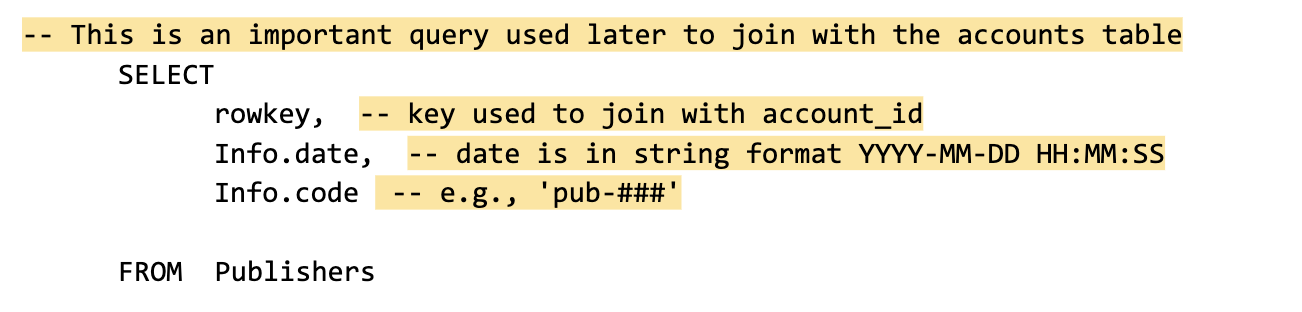 -- This is an important query used later to join with the accounts table
SELECT
rowkey, -- key used to join with account_id
Info.date, -- date is in string format YYYY-MM-DD HH:MM:SS
Info.code -- e.g., 'pub-###'
FROM Publishers